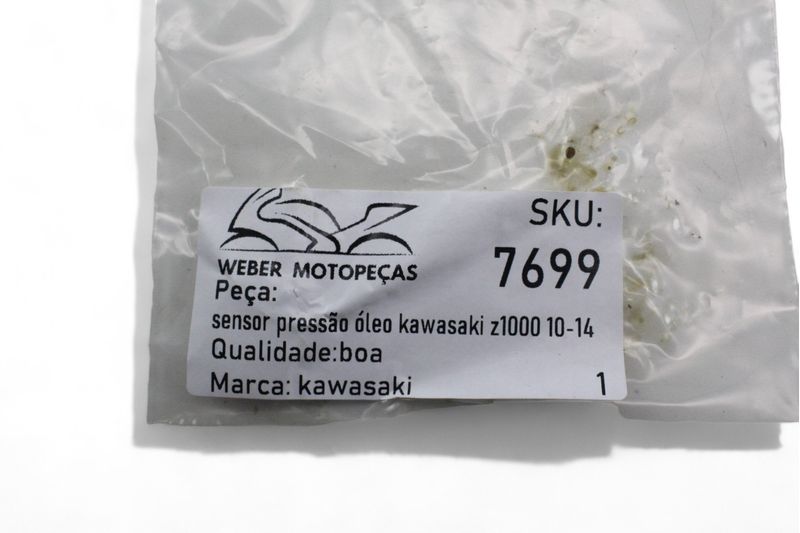 WEBER MOTOPEÇAS
SKU:
7699
Peça:
sensor pressão óleo kawasaki z1000 10-14
Qualidade:boa
Marca: kawasaki
1